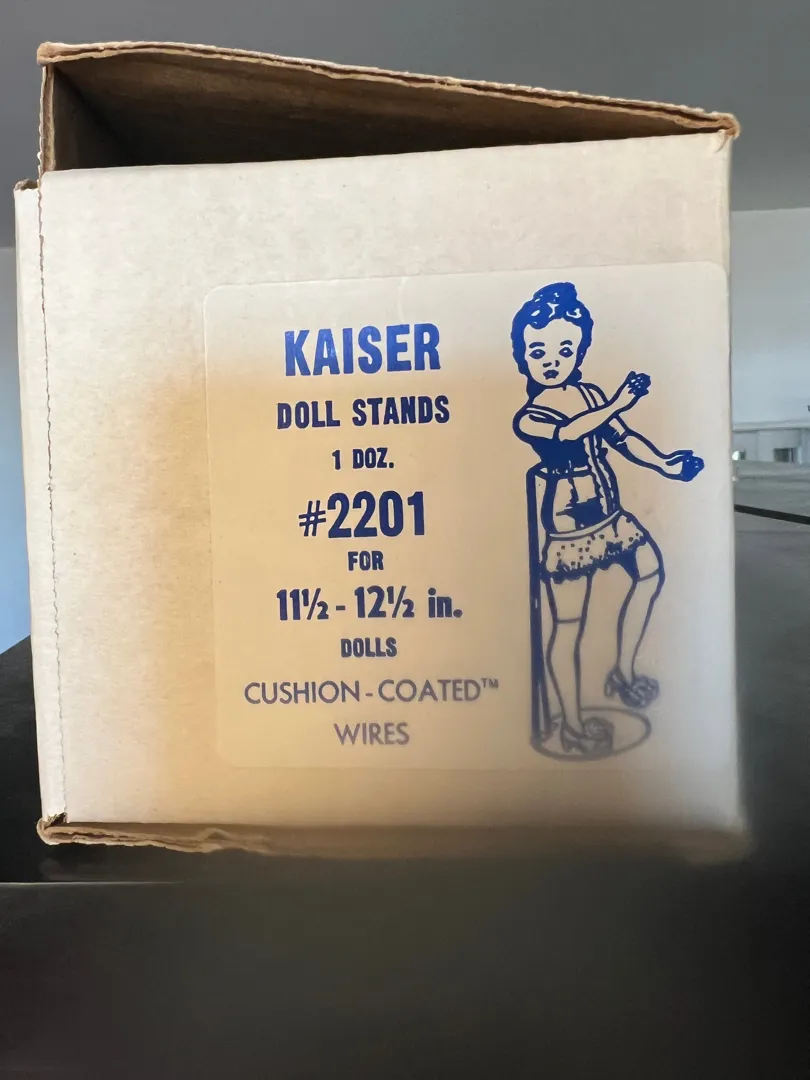 KAISER
DOLL STANDS
1 DOZ.
#2201
FOR
11½ - 12½ in.
DOLLS
CUSHION-COATED™
WIRES